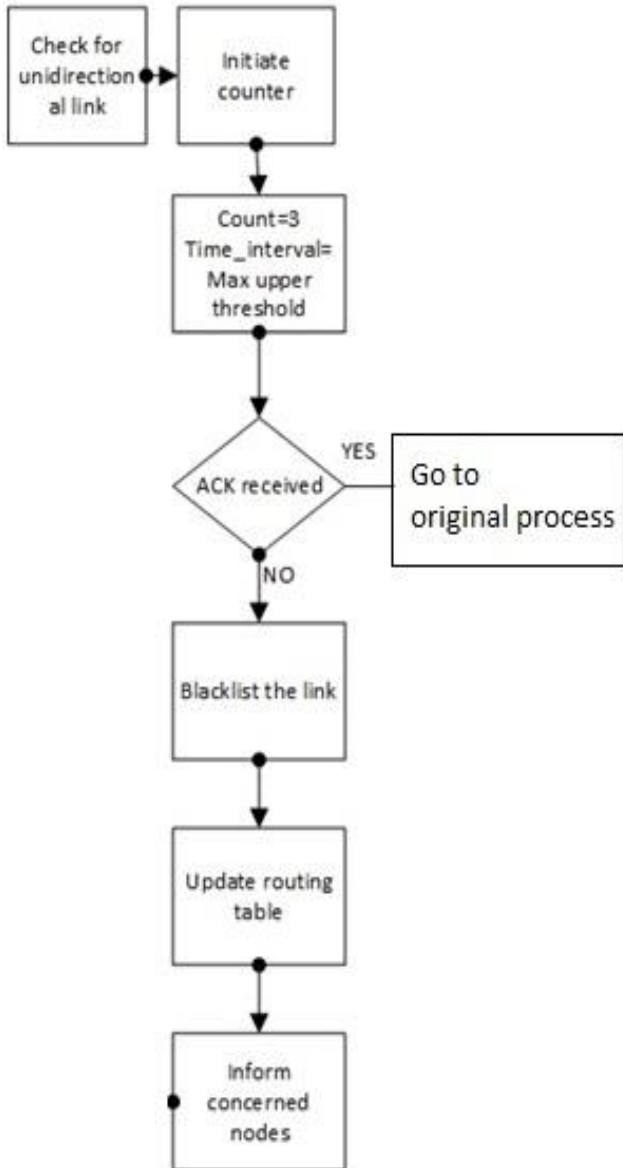 Check for
unidirection
al link
Initiate
counter
Count=3
Time_interval=
Max upper
threshold
ACK received
YES
Go to
original process
NO
Blacklist the link
Update routing
table
Inform
concerned
nodes